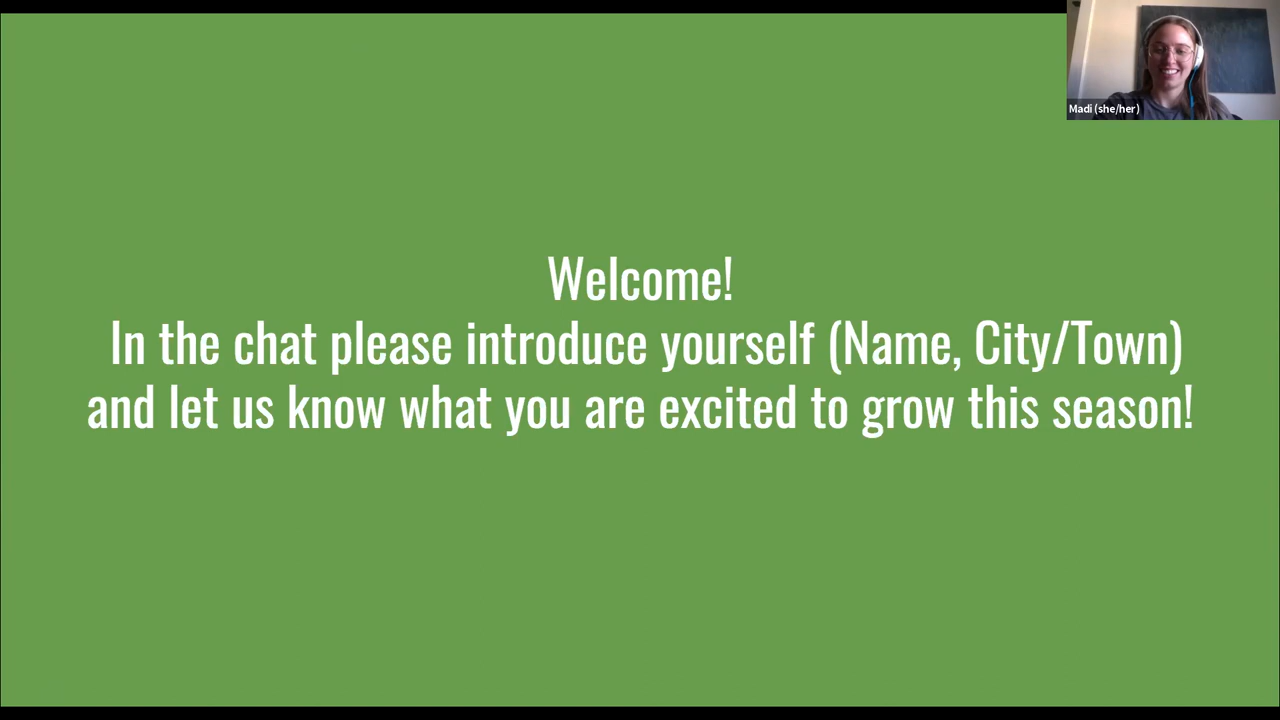 Madi (she/her)
Welcome!
In the chat please introduce yourself (Name, City/Town)
and let us know what you are excited to grow this season!